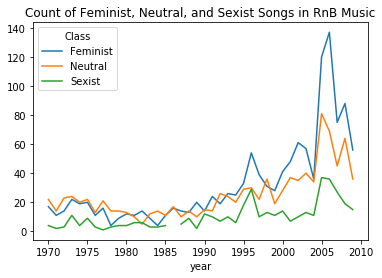 Count of Feminist, Neutral, and Sexist Songs in RnB Music
Class
Feminist
Neutral
Sexist
140
120
100
80
60
40
20
0
1970 1975 1980 1985 1990 1995 2000 2005 2010
year